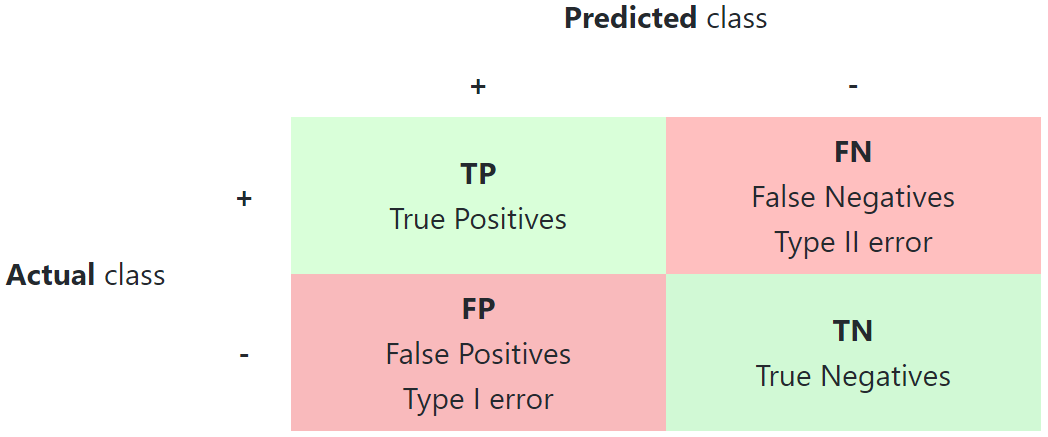 Predicted class
+ -
TP
True Positives
FN
False Negatives
Type II error
+
Actual class
-
FP
False Positives
Type I error
TN
True Negatives